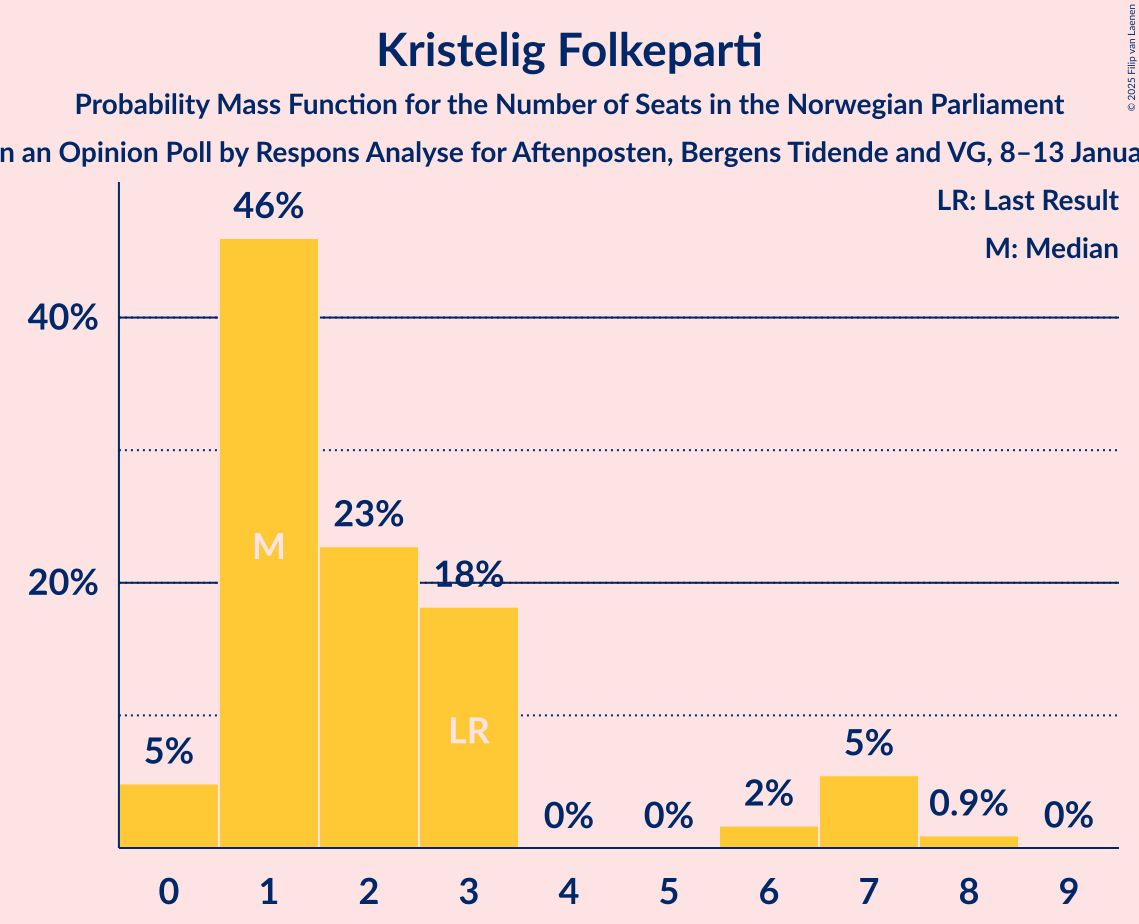 © 2025 Filip van Laenen
Kristelig Folkeparti
Probability Mass Function for the Number of Seats in the Norwegian Parliament
an Opinion Poll by Respons Analyse for Aftenposten, Bergens Tidende and VG, 8–13
LR: Last Result
M: Median
46%
40%
23%
M
20%
18%
LR
5%
5%
2%
0.9%
0%
0%
0%
0 1 2 3 4 5 6 7 8 9